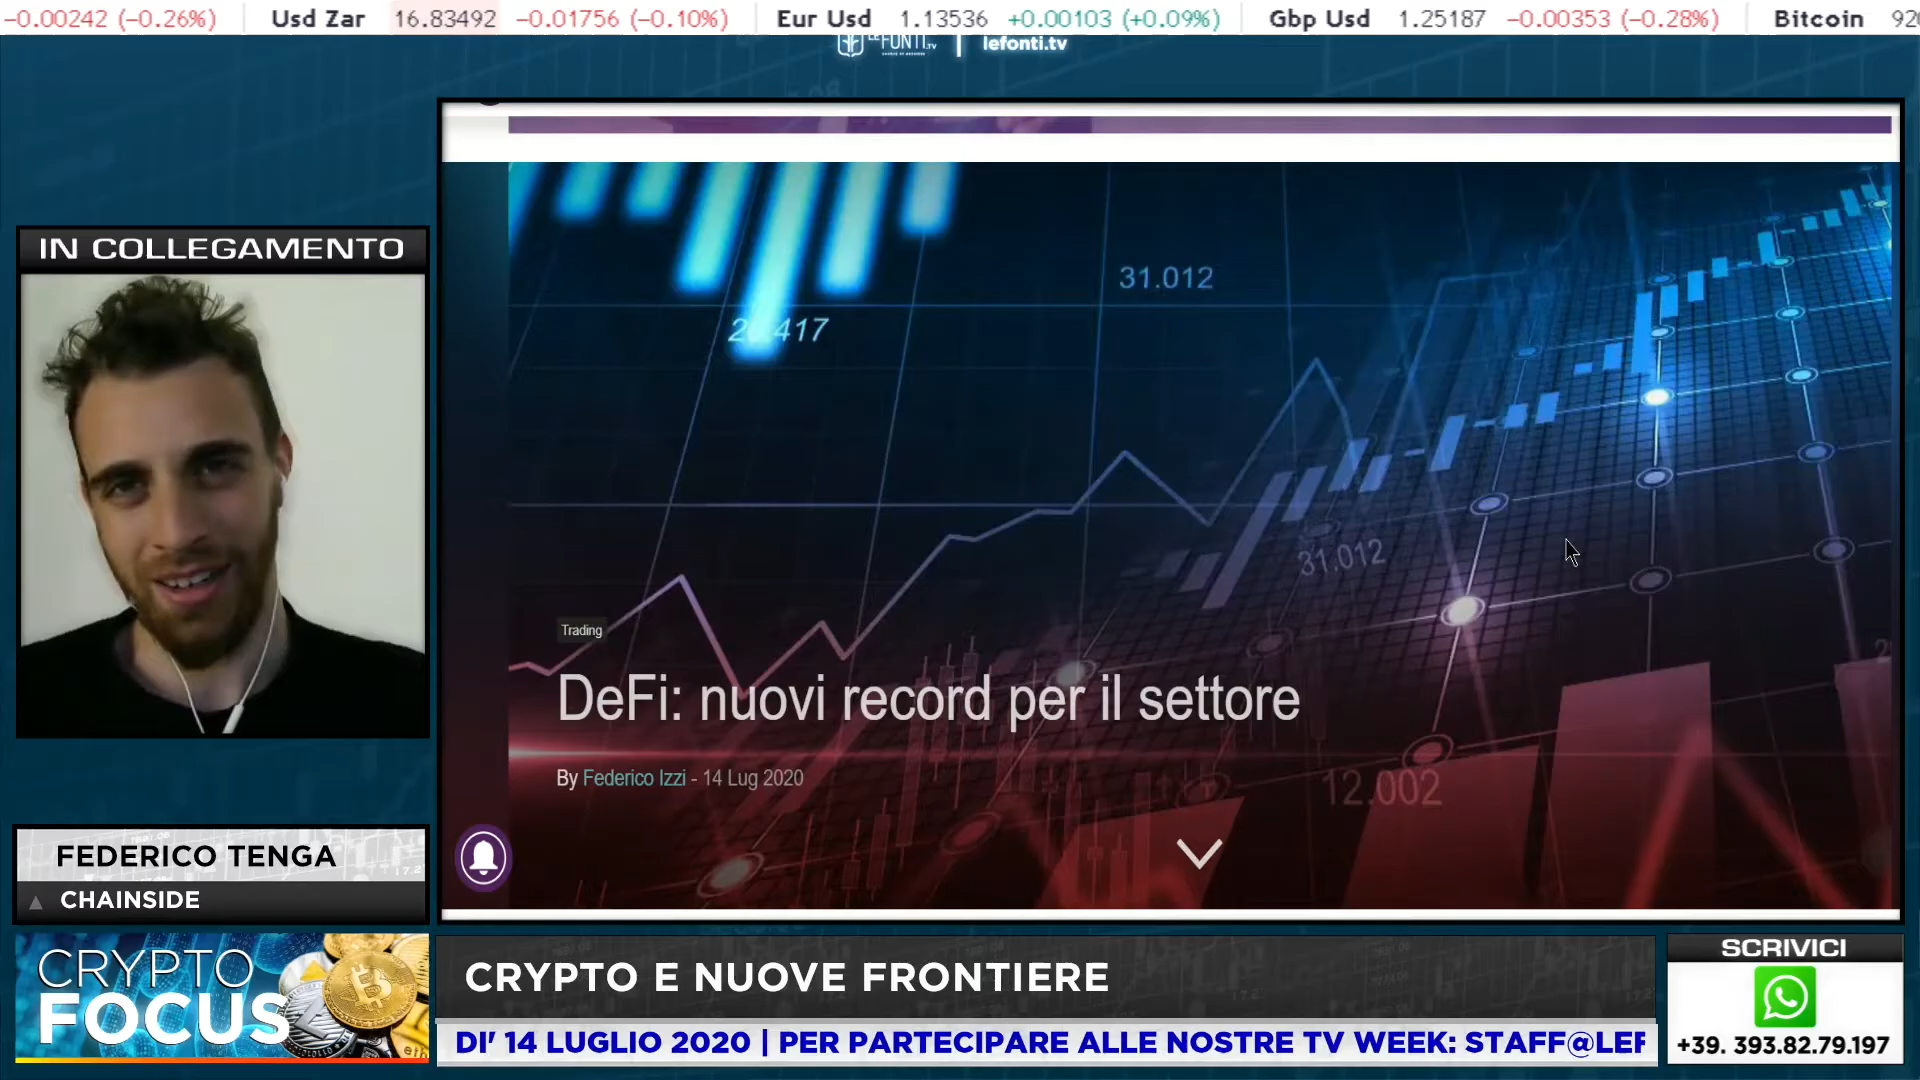 −0.00242 (−0.26%) Usd Zar 16.83492 −0.01756 (−0.10%) Eur Usd 1.13536 +0.00103 (+0.09%) Gbp Usd 1.25187 −0.00353 (−0.28%) Bitcoin
LEFONTI.TV | lefonti.tv
IN COLLEGAMENTO
31.012
31.012
12.002
Trading
DeFi: nuovi record per il settore
By Federico Izzi - 14 Lug 2020
FEDERICO TENGA
CHAINSIDE
CRYPTO
FOCUS
CRYPTO E NUOVE FRONTIERE
DI' 14 LUGLIO 2020 | PER PARTECIPARE ALLE NOSTRE TV WEEK: STAFF@LEF
SCRIVICI
+39. 393.82.79.197